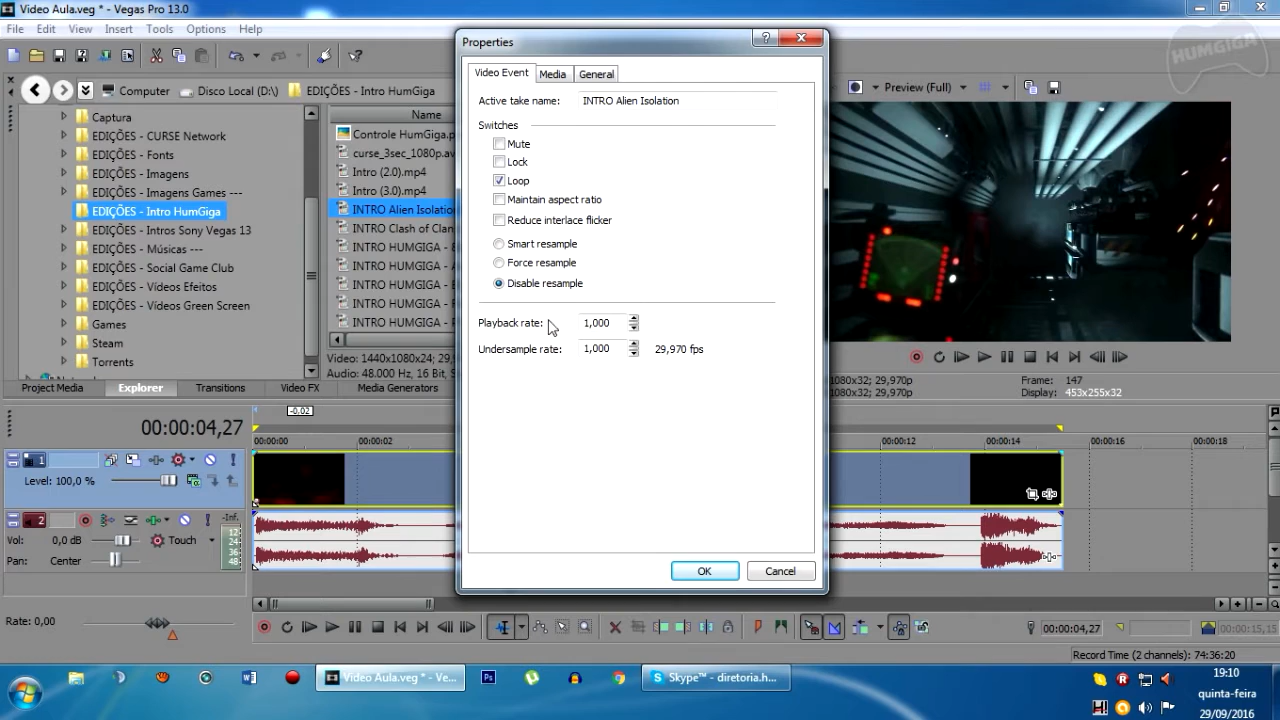 Video Aula.veg * - Vegas Pro 13.0
File Edit View Insert Tools Options Help
HUMGIGA
Computer Disco Local (D:\) EDIÇÕES - Intro HumGiga
Captura
EDIÇÕES - CURSE Network
EDIÇÕES - Fonts
EDIÇÕES - Imagens
EDIÇÕES - Imagens Games ---
EDIÇÕES - Intro HumGiga
EDIÇÕES - Intros Sony Vegas 13
EDIÇÕES - Músicas ---
EDIÇÕES - Social Game Club
EDIÇÕES - Vídeos Efeitos
EDIÇÕES - Vídeos Green Screen
Games
Steam
Torrents
Name
Controle HumGiga.p
curse_3sec_1080p.av
Intro (2.0).mp4
Intro (3.0).mp4
INTRO Alien Isolatio
INTRO Clash of Clan
INTRO HUMGIGA -
INTRO HUMGIGA -
INTRO HUMGIGA -
INTRO HUMGIGA -
INTRO HUMGIGA -
Video: 1440x1080x24; 29,9
Audio: 48.000 Hz, 16 Bit, S
Project Media Explorer Transitions Video FX Media Generators
Properties
Video Event Media General
Active take name: INTRO Alien Isolation
Switches
Mute
Lock
Loop
Maintain aspect ratio
Reduce interlace flicker
Smart resample
Force resample
Disable resample
Playback rate: 1,000
Undersample rate: 1,000 29,970 fps
OK Cancel
Preview (Full)
1080x32; 29,970p Frame: 147
1080x32; 29,970p Display: 453x255x32
-0.02
00:00:04,27
00:00:00 00:00:02 00:00:12 00:00:14 00:00:16 00:00:18
1
Level: 100,0 %
2 -Inf.
Vol: 0,0 dB Touch
Pan: Center
12
24
36
48
Rate: 0,00
00:00:04,27 00:00:15,15
Record Time (2 channels): 74:36:20
Video Aula.veg * - Ve... Ps Skype™ - diretoria.h...
19:10
quinta-feira
29/09/2016